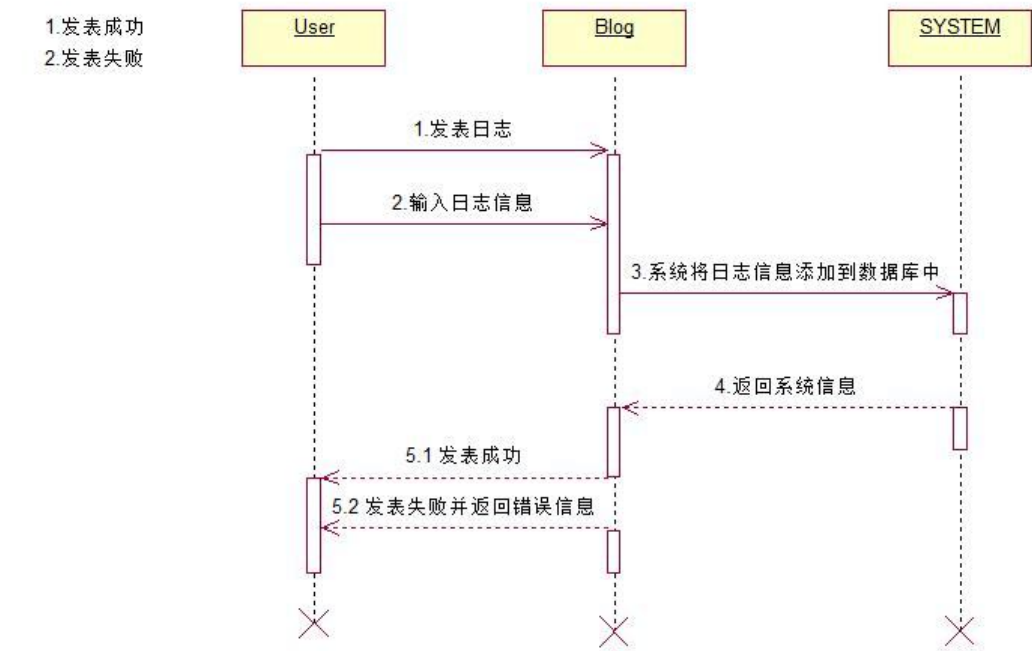 1.发表成功
2.发表失败
User
Blog
SYSTEM
1.发表日志
2.输入日志信息
3.系统将日志信息添加到数据库中
4.返回系统信息
5.1 发表成功
5.2 发表失败并返回错误信息